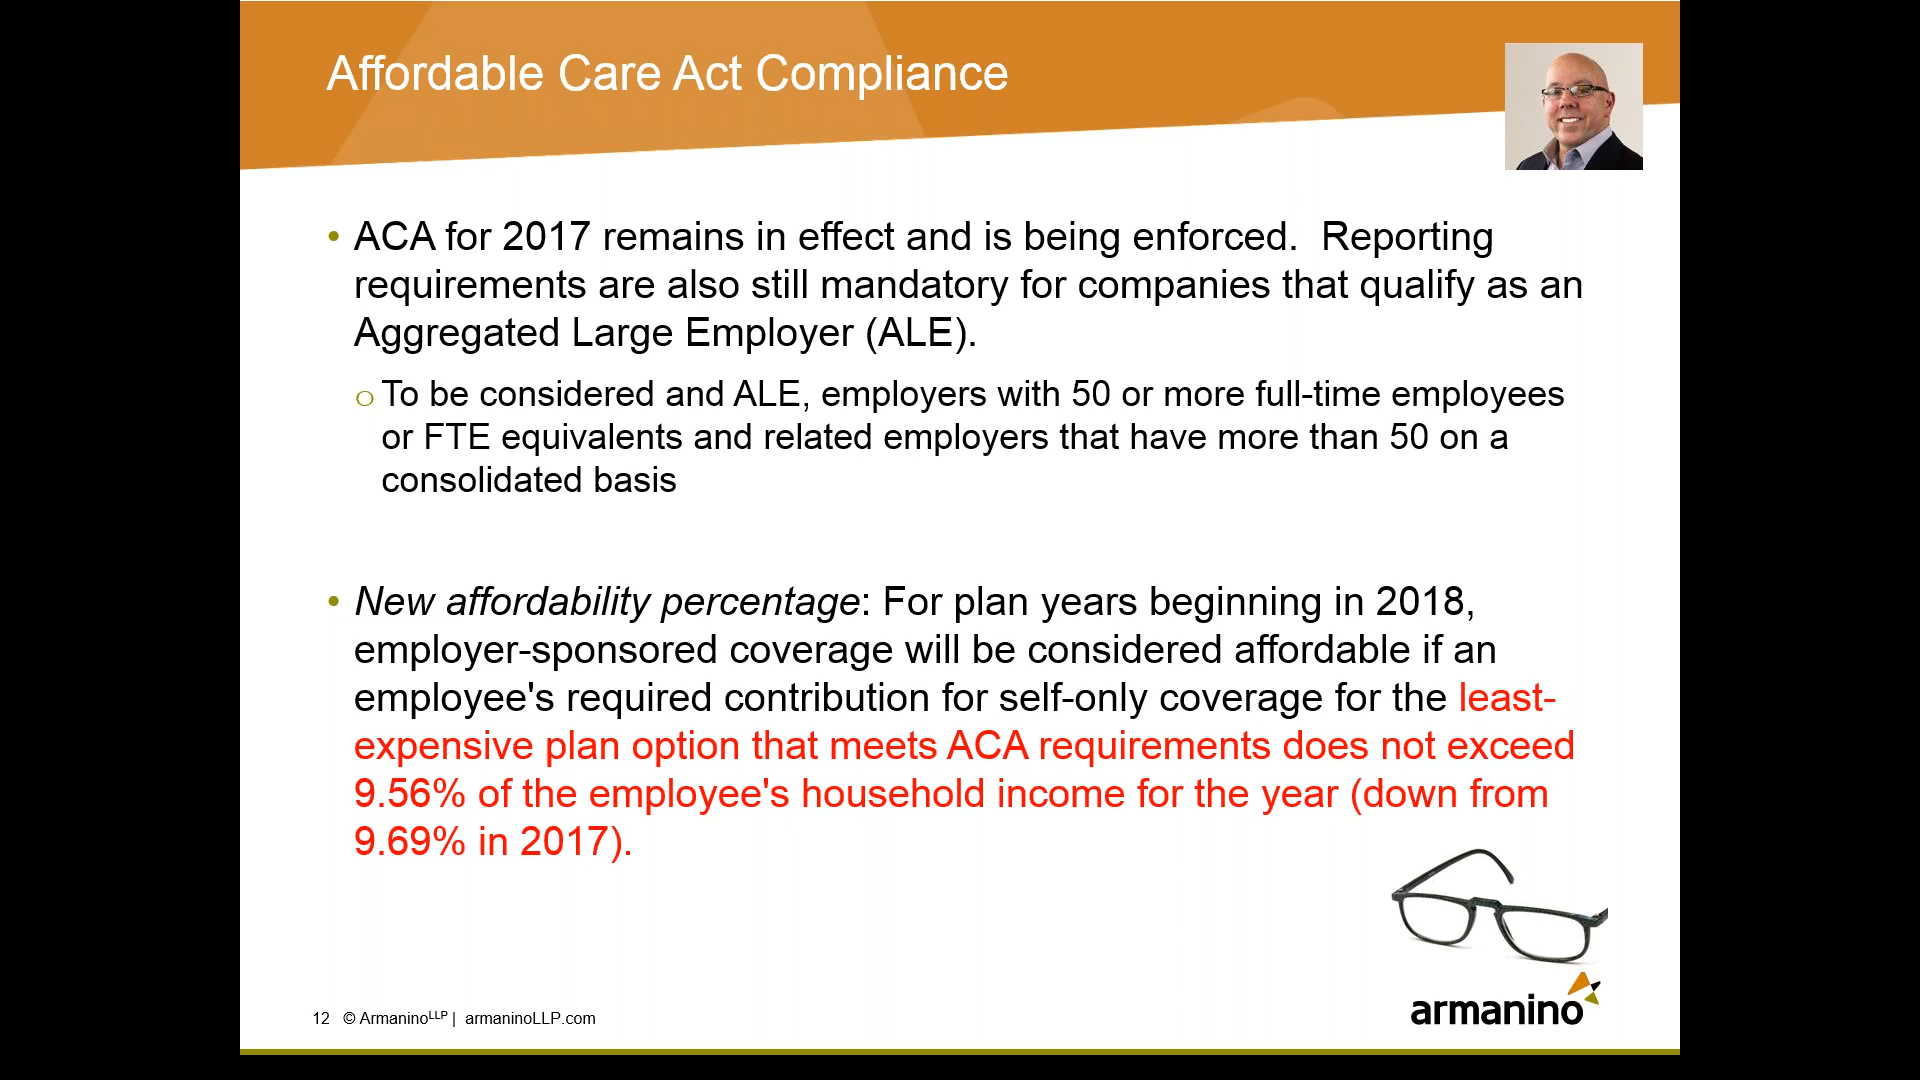 Affordable Care Act Compliance
• ACA for 2017 remains in effect and is being enforced.  Reporting
requirements are also still mandatory for companies that qualify as an
Aggregated Large Employer (ALE).
o To be considered and ALE, employers with 50 or more full-time employees
or FTE equivalents and related employers that have more than 50 on a
consolidated basis
• New affordability percentage: For plan years beginning in 2018,
employer-sponsored coverage will be considered affordable if an
employee's required contribution for self-only coverage for the least-
expensive plan option that meets ACA requirements does not exceed
9.56% of the employee's household income for the year (down from
9.69% in 2017).
12 © ArmaninoLLP | armaninoLLP.com
armanino